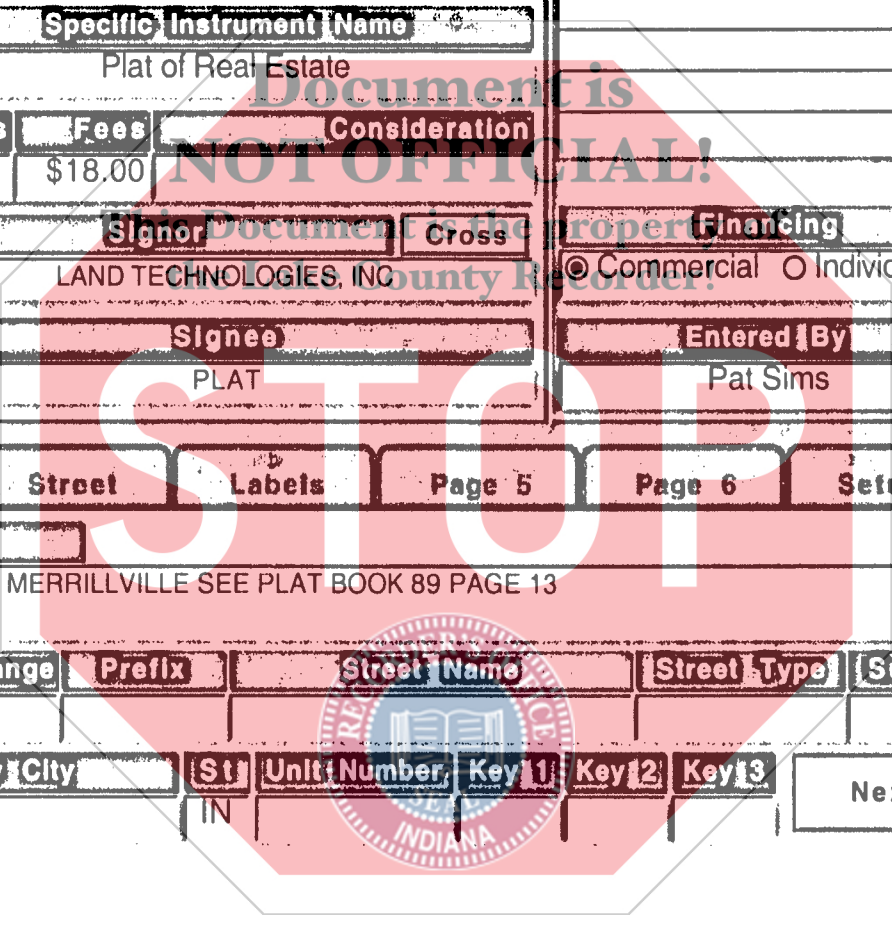 Specific Instrument Name
Plat of Real Estate
Document is
Fees Consideration
NOT OFFICIAL!
$18.00
Signor Cross Financing
This Document is the property of
LAND TECHNOLOGIES, INC Commercial
the Lake County Recorder!
Signee Entered By
PLAT Pat Sims
STOP
Street Labels Page 5 Page 6
MERRILLVILLE SEE PLAT BOOK 89 PAGE 13
Prefix Street Name Street Type
RECORDER'S OFFICE
City St Unit Number Key 1 Key 2 Key 3
SEAL
IN
INDIANA